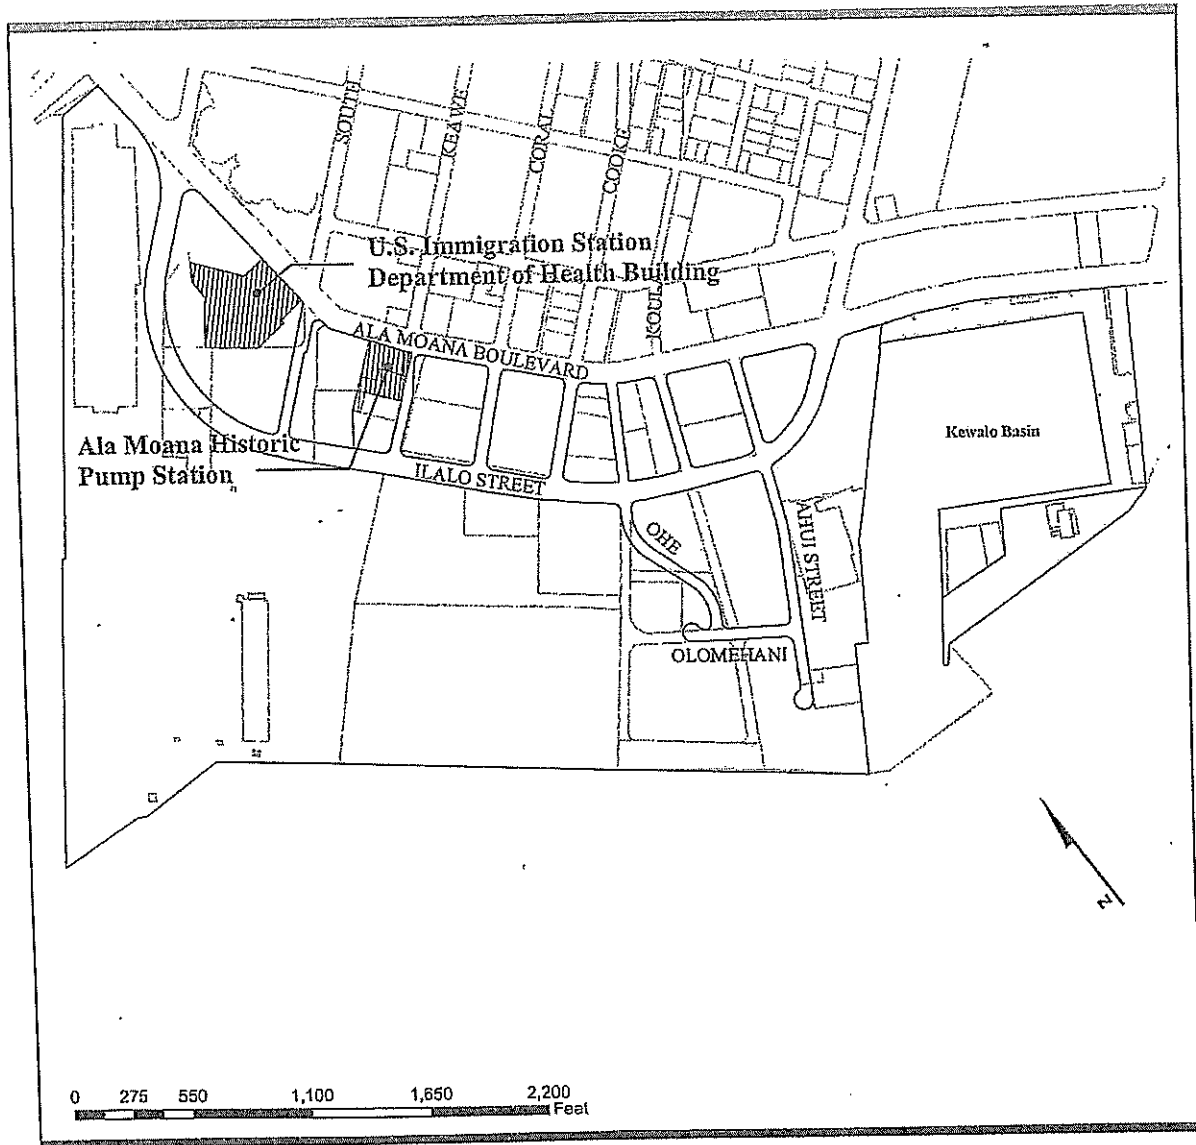 SOUTH
KEAWE
CORAL
COOKE
U.S. Immigration Station
Department of Health Building
KOULA
ALA MOANA BOULEVARD
Kewalo Basin
Ala Moana Historic
Pump Station
ILALO STREET
OHE
AHUI STREET
OLOMEHANI
N
0 275 550 1,100 1,650 2,200
Feet